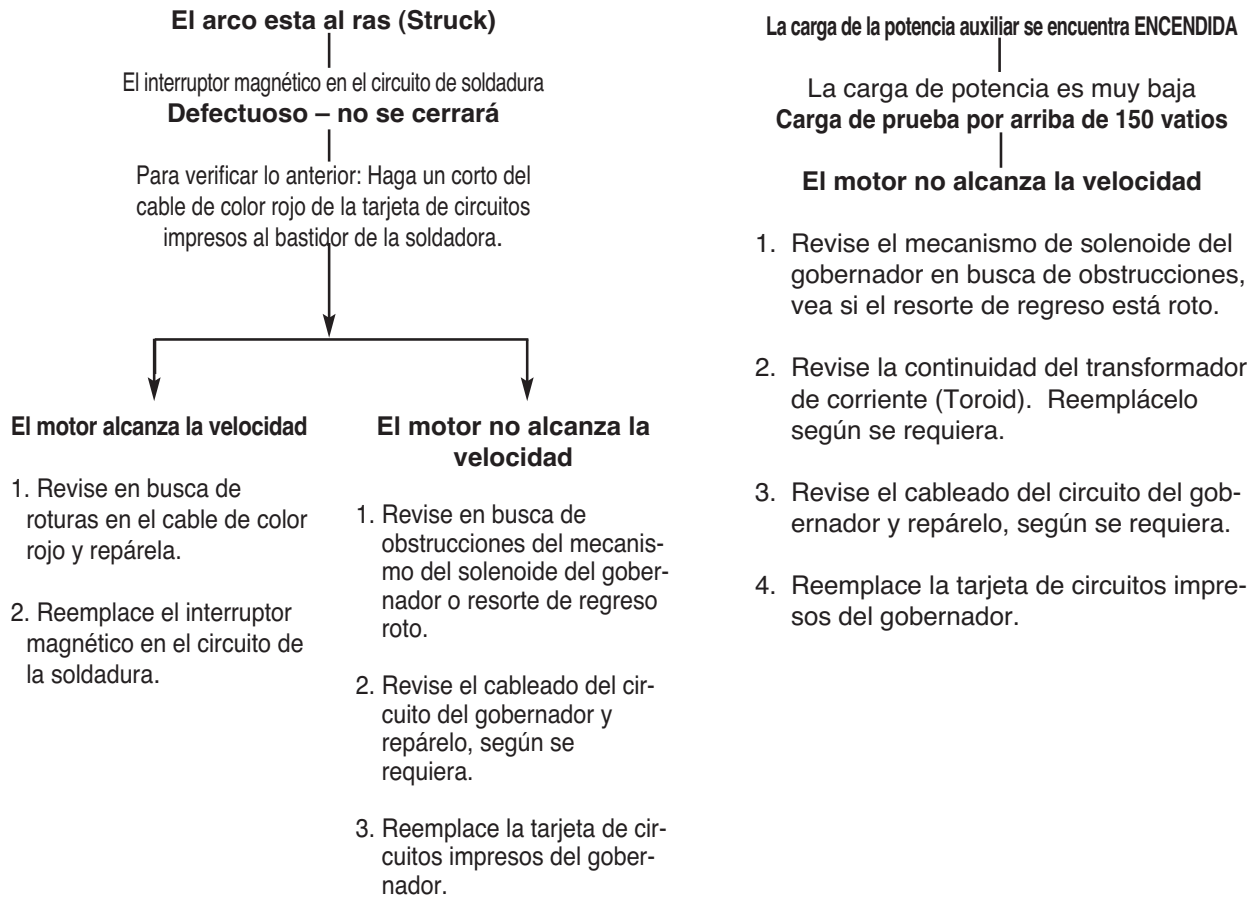 El arco esta al ras (Struck)
El interruptor magnético en el circuito de soldadura
Defectuoso – no se cerrará
Para verificar lo anterior: Haga un corto del
cable de color rojo de la tarjeta de circuitos
impresos al bastidor de la soldadora.
El motor alcanza la velocidad
1. Revise en busca de
roturas en el cable de color
rojo y repárela.
2. Reemplace el interruptor
magnético en el circuito de
la soldadura.
El motor no alcanza la
velocidad
1. Revise en busca de
obstrucciones del mecanis-
mo del solenoide del gober-
nador o resorte de regreso
roto.
2. Revise el cableado del cir-
cuito del gobernador y
repárelo, según se
requiera.
3. Reemplace la tarjeta de cir-
cuitos impresos del gober-
nador.
La carga de la potencia auxiliar se encuentra ENCENDIDA
La carga de potencia es muy baja
Carga de prueba por arriba de 150 vatios
El motor no alcanza la velocidad
1. Revise el mecanismo de solenoide del
gobernador en busca de obstrucciones,
vea si el resorte de regreso está roto.
2. Revise la continuidad del transformador
de corriente (Toroid). Reemplácelo
según se requiera.
3. Revise el cableado del circuito del gob-
ernador y repárelo, según se requiera.
4. Reemplace la tarjeta de circuitos impre-
sos del gobernador.